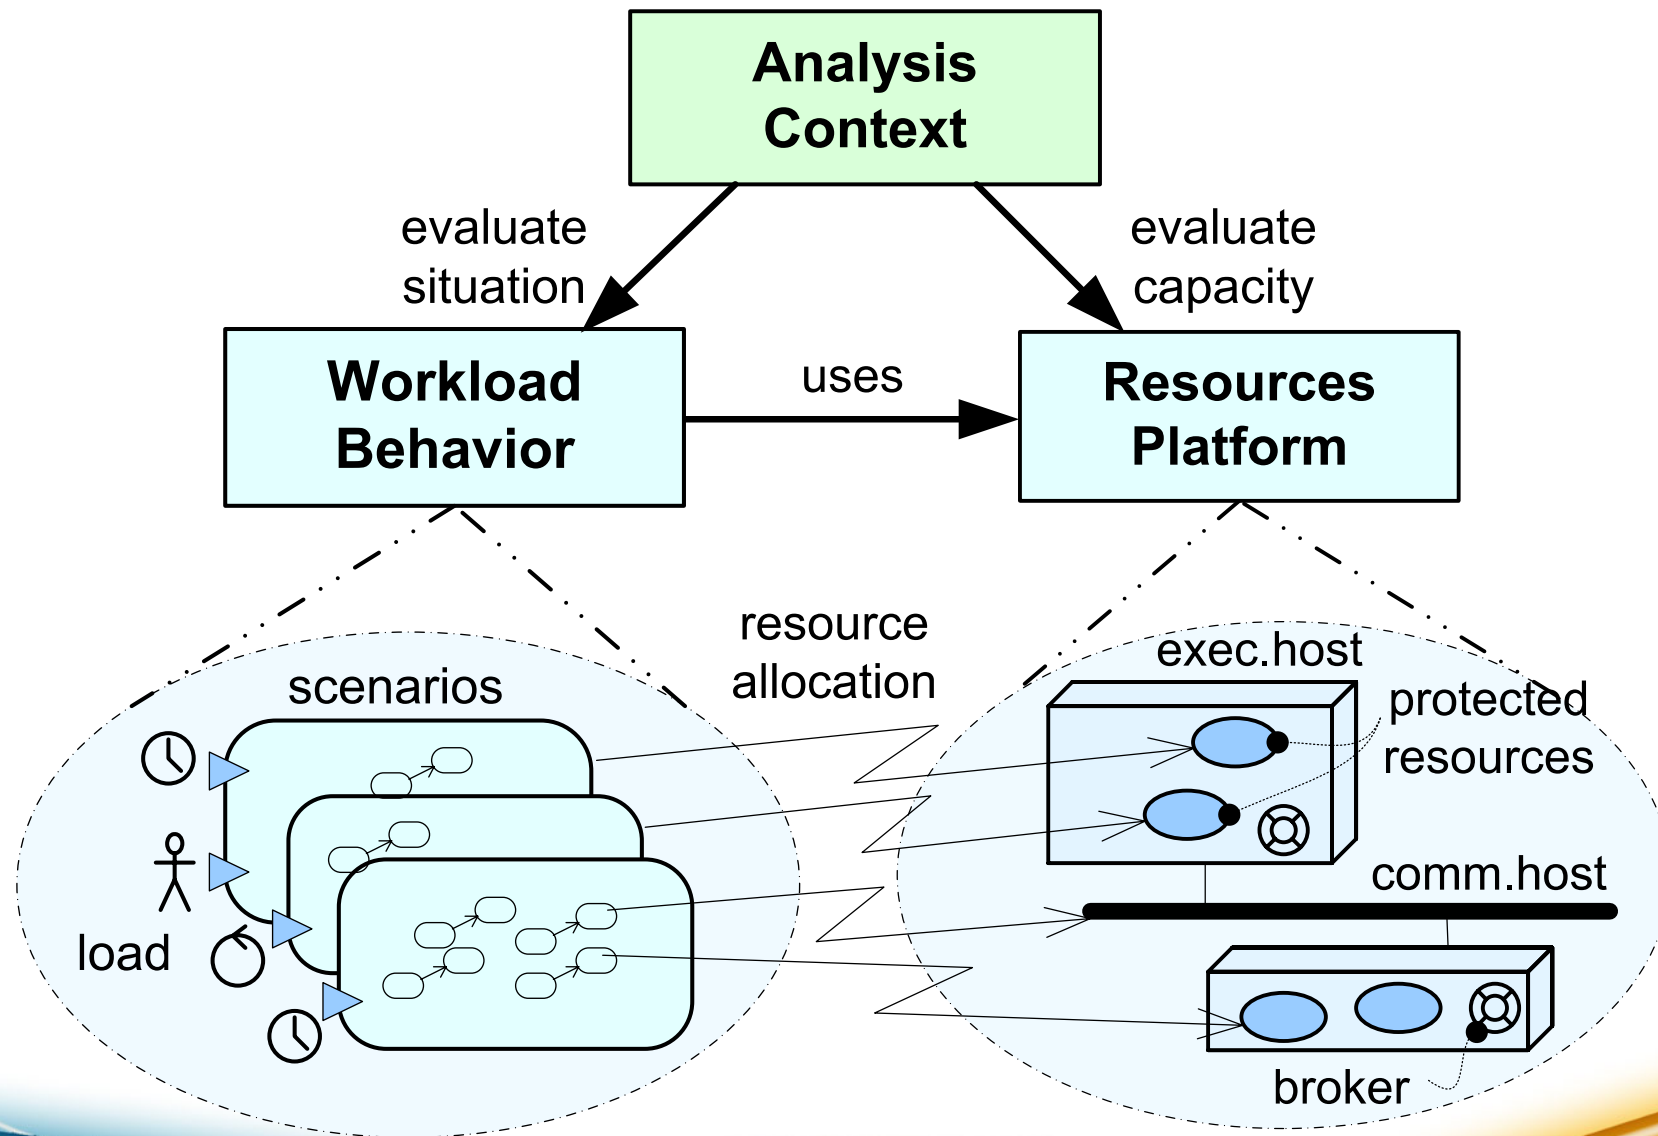 Analysis
Context
evaluate
situation
evaluate
capacity
Workload
Behavior
uses
Resources
Platform
resource
allocation
scenarios
load
exec.host
protected
resources
comm.host
broker